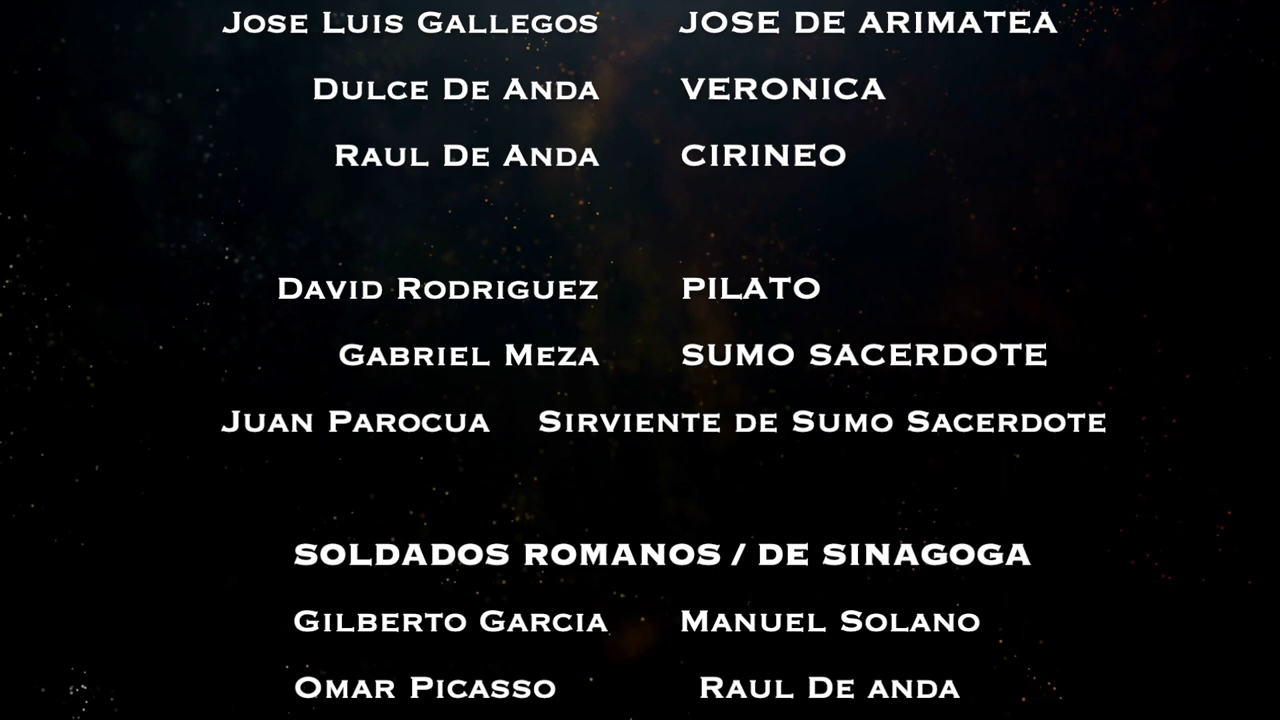 Jose Luis Gallegos JOSE DE ARIMATEA
Dulce De Anda VERONICA
Raul De Anda CIRINEO
David Rodriguez PILATO
Gabriel Meza SUMO SACERDOTE
Juan Parocua Sirviente de Sumo Sacerdote
SOLDADOS ROMANOS / DE SINAGOGA
Gilberto Garcia Manuel Solano
Omar Picasso Raul De anda